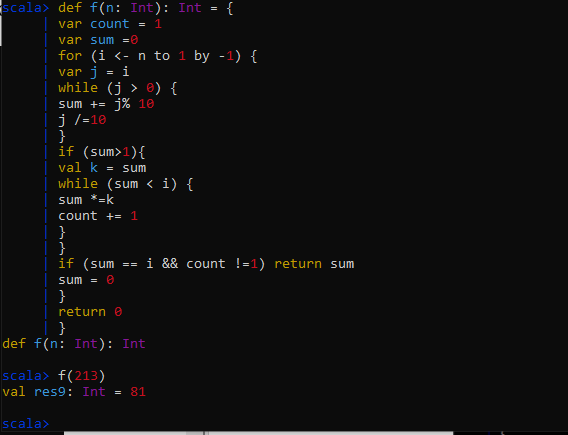 scala> def f(n: Int): Int = {
| var count = 1
| var sum =0
| for (i <- n to 1 by -1) {
| var j = i
| while (j > 0) {
| sum += j% 10
| j /=10
| }
| if (sum>1){
| val k = sum
| while (sum < i) {
| sum *=k
| count += 1
| }
| }
| if (sum == i && count !=1) return sum
| sum = 0
| }
| return 0
| }
def f(n: Int): Int
scala> f(213)
val res9: Int = 81
scala>